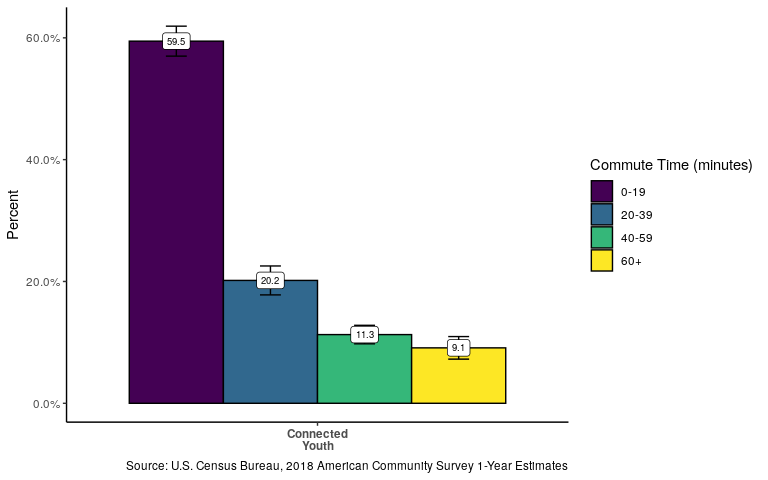 Percent
60.0%
40.0%
20.0%
0.0%
59.5
20.2
11.3
9.1
Connected
Youth
Commute Time (minutes)
0-19
20-39
40-59
60+
Source: U.S. Census Bureau, 2018 American Community Survey 1-Year Estimates